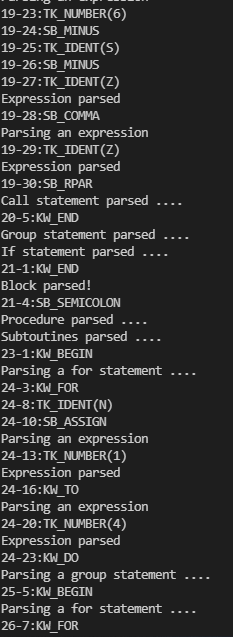 Parsing an expression
19-23:TK_NUMBER(6)
19-24:SB_MINUS
19-25:TK_IDENT(S)
19-26:SB_MINUS
19-27:TK_IDENT(Z)
Expression parsed
19-28:SB_COMMA
Parsing an expression
19-29:TK_IDENT(Z)
Expression parsed
19-30:SB_RPAR
Call statement parsed ....
20-5:KW_END
Group statement parsed ....
If statement parsed ....
21-1:KW_END
Block parsed!
21-4:SB_SEMICOLON
Procedure parsed ....
Subtoutines parsed ....
23-1:KW_BEGIN
Parsing a for statement ....
24-3:KW_FOR
24-8:TK_IDENT(N)
24-10:SB_ASSIGN
Parsing an expression
24-13:TK_NUMBER(1)
Expression parsed
24-16:KW_TO
Parsing an expression
24-20:TK_NUMBER(4)
Expression parsed
24-23:KW_DO
Parsing a group statement ....
25-5:KW_BEGIN
Parsing a for statement ....
26-7:KW_FOR